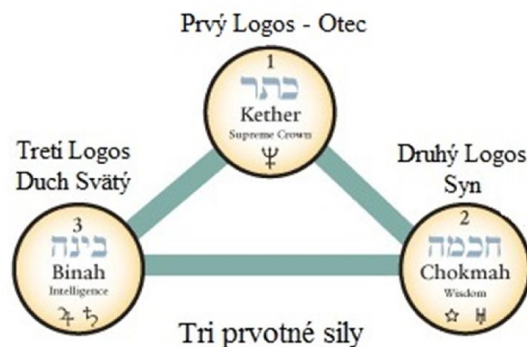 Prvý Logos - Otec
1
כתר
Kether
Supreme Crown
♆
Tretí Logos
Duch Svätý
3
בינה
Binah
Intelligence
♃ ♄
Druhý Logos
Syn
2
חכמה
Chokmah
Wisdom
☆ ♅
Tri prvotné sily